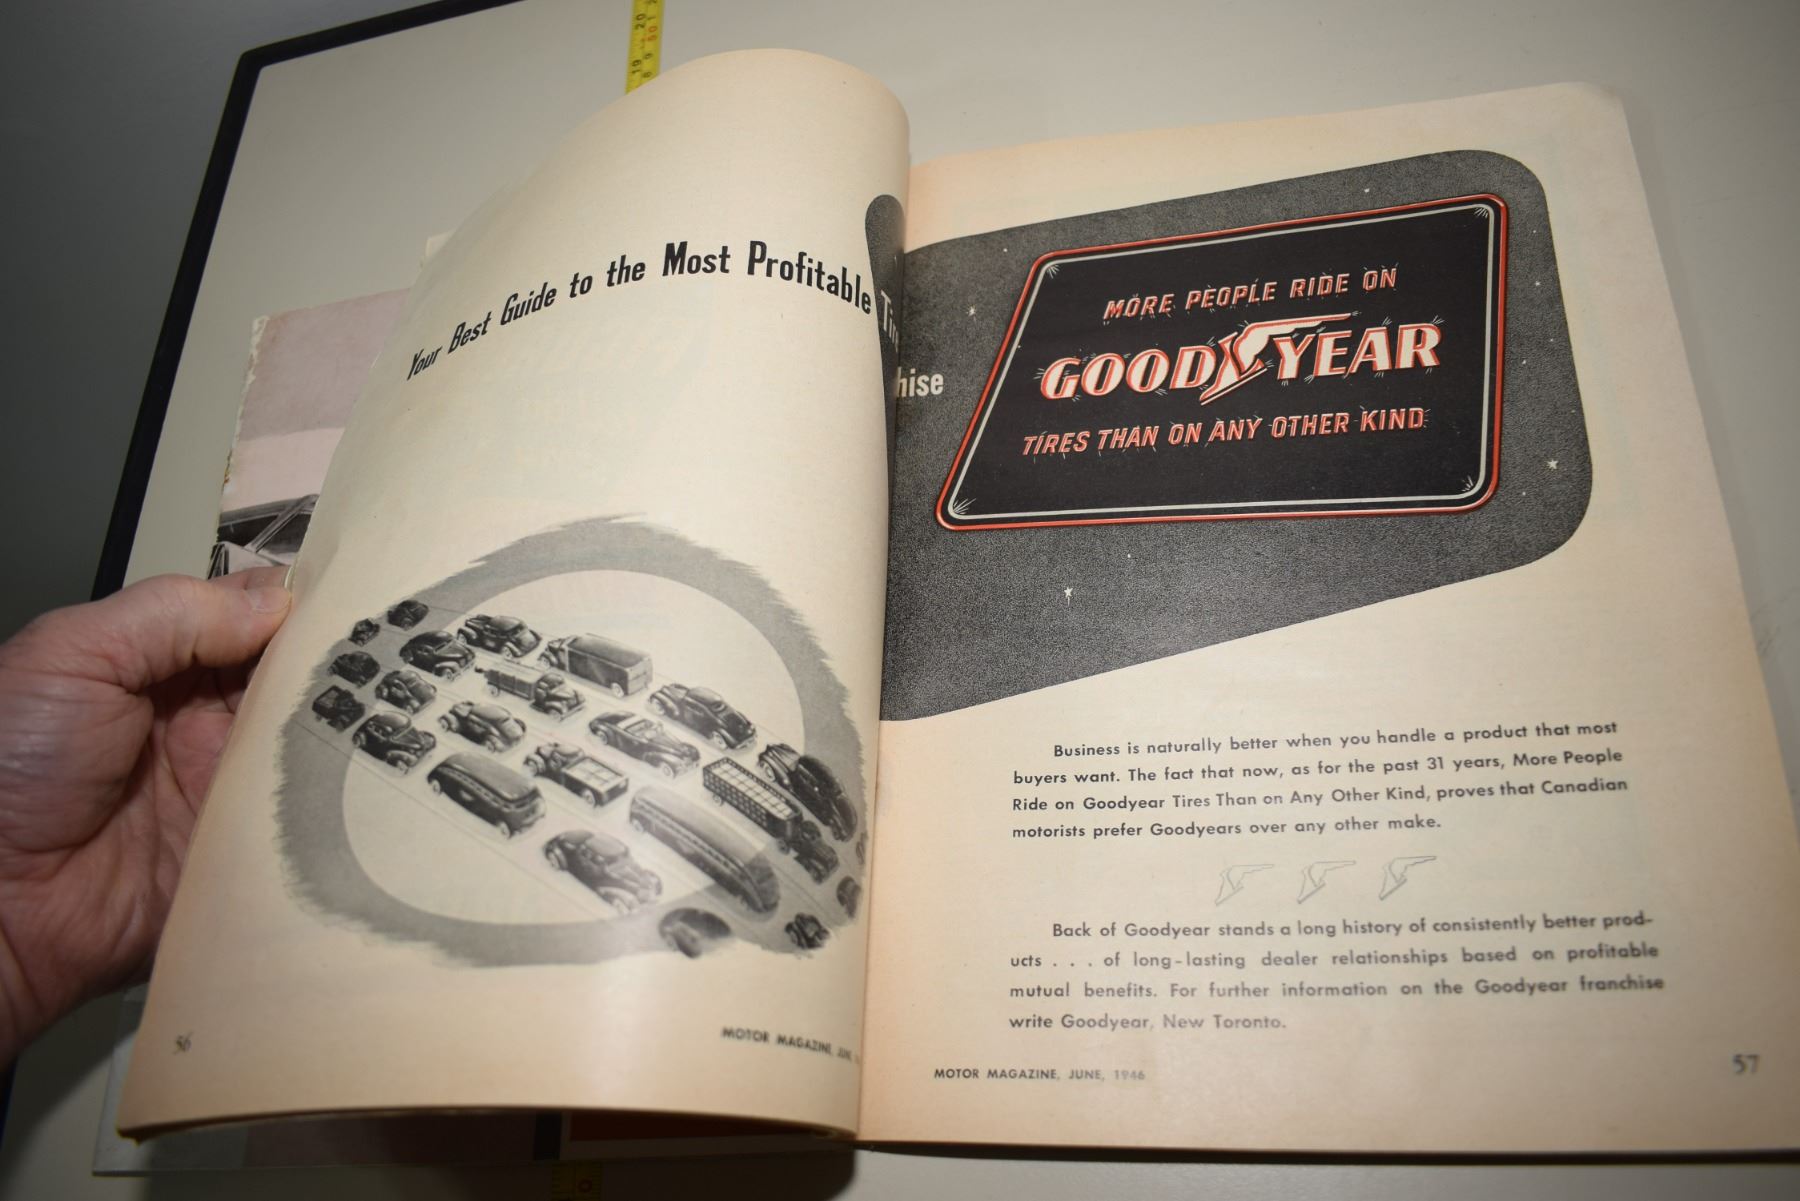 19 20
Your Best Guide to the Most Profitable Tir
hise
MORE PEOPLE RIDE ON
GOODYEAR
TIRES THAN ON ANY OTHER KIND
Business is naturally better when you handle a product that most
buyers want. The fact that now, as for the past 31 years, More People
Ride on Goodyear Tires Than on Any Other Kind, proves that Canadian
motorists prefer Goodyears over any other make.
Back of Goodyear stands a long history of consistently better prod-
ucts . . . of long-lasting dealer relationships based on profitable
mutual benefits. For further information on the Goodyear franchise
write Goodyear, New Toronto.
56
MOTOR MAGAZINE, JUNE
MOTOR MAGAZINE, JUNE, 1946
57